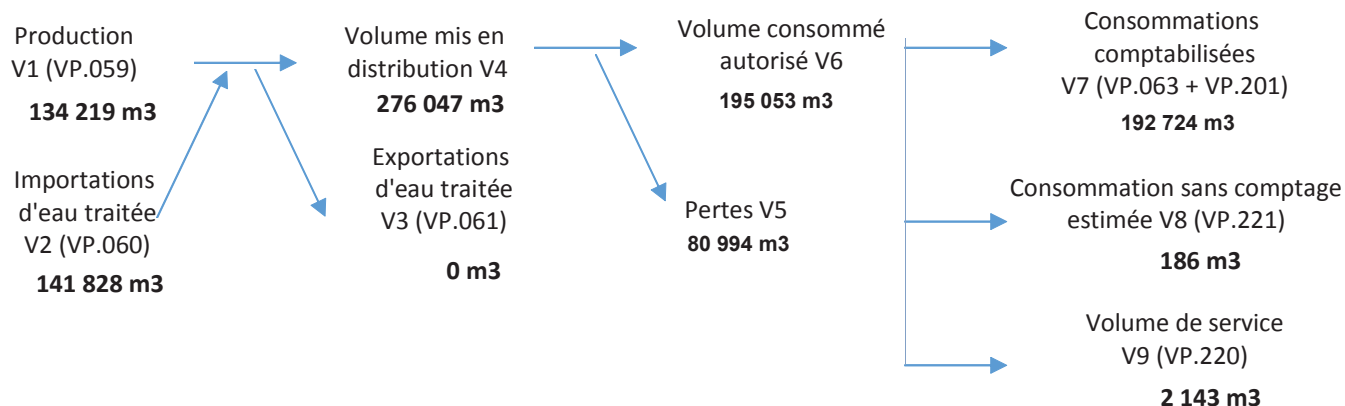 Production
V1 (VP.059)
134 219 m3
Importations
d'eau traitée
V2 (VP.060)
141 828 m3
Volume mis en
distribution V4
276 047 m3
Exportations
d'eau traitée
V3 (VP.061)
0 m3
Volume consommé
autorisé V6
195 053 m3
Pertes V5
80 994 m3
Consommations
comptabilisées
V7 (VP.063 + VP.201)
192 724 m3
Consommation sans comptage
estimée V8 (VP.221)
186 m3
Volume de service
V9 (VP.220)
2 143 m3